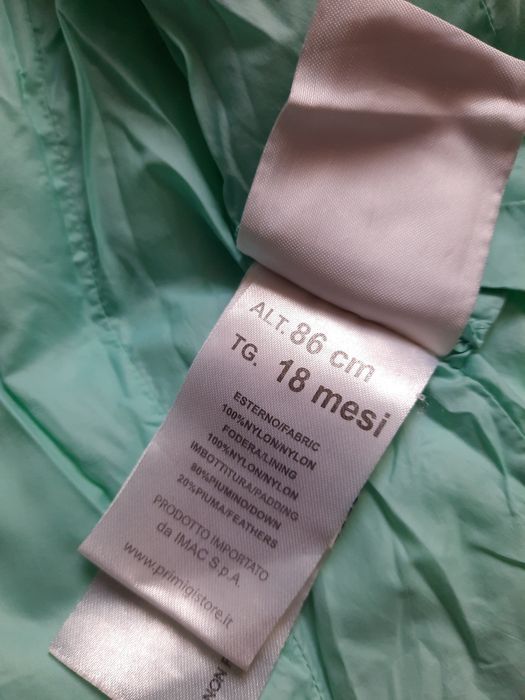 ALT. 86 cm
TG. 18 mesi
ESTERNO/FABRIC
100%NYLON/NYLON
FODERA/LINING
100%NYLON/NYLON
IMBOTTITURA/PADDING
80%PIUMINO/DOWN
20%PIUMA/FEATHERS
PRODOTTO IMPORTATO
da IMAC S.p.A.
www.primigistore.it
NON